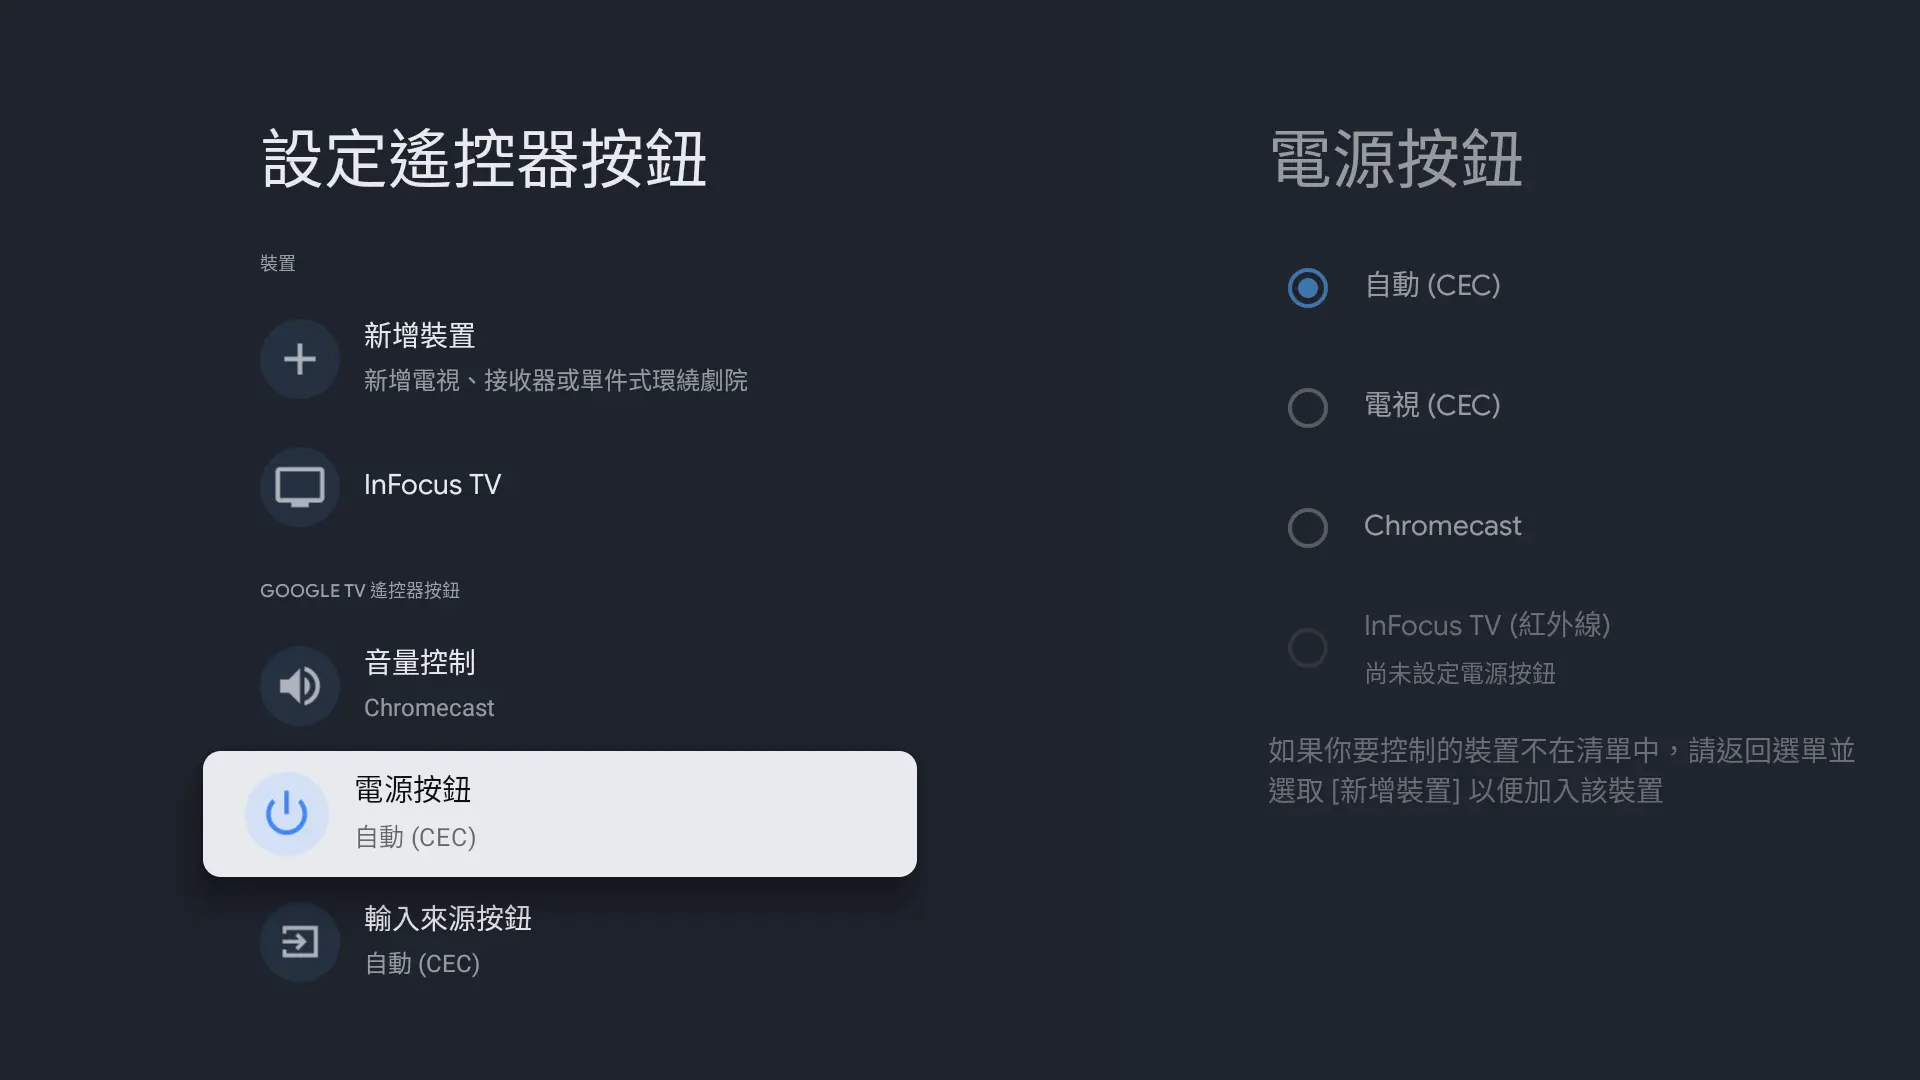 設定遙控器按鈕
裝置
新增裝置
新增電視、接收器或單件式環繞劇院
InFocus TV
GOOGLE TV 遙控器按鈕
音量控制
Chromecast
電源按鈕
自動 (CEC)
輸入來源按鈕
自動 (CEC)
電源按鈕
自動 (CEC)
電視 (CEC)
Chromecast
InFocus TV (紅外線)
尚未設定電源按鈕
如果你要控制的裝置不在清單中，請返回選單並
選取 [新增裝置] 以便加入該裝置